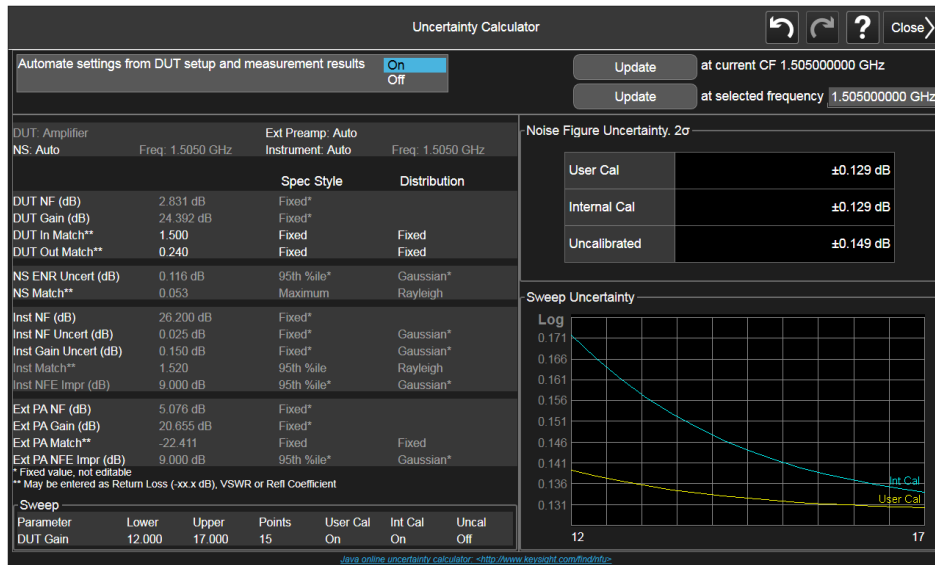 Uncertainty Calculator
?
Close
Automate settings from DUT setup and measurement results On
Off
Update at current CF 1.505000000 GHz
Update at selected frequency 1.505000000 GHz
DUT: Amplifier Ext Preamp: Auto
NS: Auto Freq: 1.5050 GHz Instrument: Auto Freq: 1.5050 GHz
Spec Style Distribution
DUT NF (dB) 2.831 dB Fixed*
DUT Gain (dB) 24.392 dB Fixed*
DUT In Match** 1.500 Fixed Fixed
DUT Out Match** 0.240 Fixed Fixed
NS ENR Uncert (dB) 0.116 dB 95th %ile* Gaussian*
NS Match** 0.053 Maximum Rayleigh
Inst NF (dB) 26.200 dB Fixed*
Inst NF Uncert (dB) 0.025 dB Fixed* Gaussian*
Inst Gain Uncert (dB) 0.150 dB Fixed* Gaussian*
Inst Match** 1.520 95th %ile Rayleigh
Inst NFE Impr (dB) 9.000 dB 95th %ile* Gaussian*
Ext PA NF (dB) 5.076 dB Fixed*
Ext PA Gain (dB) 20.655 dB Fixed*
Ext PA Match** -22.411 Fixed Fixed
Ext PA NFE Impr (dB) 9.000 dB 95th %ile* Gaussian*
* Fixed value, not editable
** May be entered as Return Loss (-xx.x dB), VSWR or Refl Coefficient
Sweep
Parameter Lower Upper Points User Cal Int Cal Uncal
DUT Gain 12.000 17.000 15 On On Off
Noise Figure Uncertainty. 2σ
User Cal ±0.129 dB
Internal Cal ±0.129 dB
Uncalibrated ±0.149 dB
Sweep Uncertainty
Log
0.171
0.166
0.161
0.156
0.151
0.146
0.141
0.136
0.131
Int Cal
User Cal
12 17
Java online uncertainty calculator: <http://www.keysight.com/find/nfu>